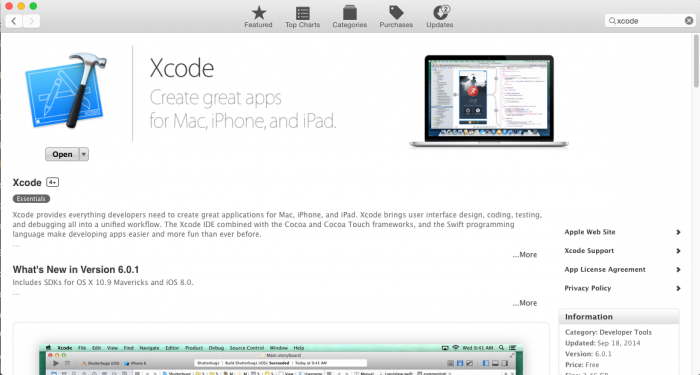 Featured
Top Charts
Categories
Purchases
Updates
xcode
Xcode
Create great apps
for Mac, iPhone, and iPad.
Open
Xcode 4+
Essentials
Xcode provides everything developers need to create great applications for Mac, iPhone, and iPad. Xcode brings user interface design, coding, testing,
and debugging all into a unified workflow. The Xcode IDE combined with the Cocoa and Cocoa Touch frameworks, and the Swift programming
language make developing apps easier and more fun than ever before.
...
...More
What's New in Version 6.0.1
Includes SDKs for OS X 10.9 Mavericks and iOS 8.0.
...
...More
Apple Web Site
Xcode Support
App License Agreement
Privacy Policy
Information
Category: Developer Tools
Updated: Sep 18, 2014
Version: 6.0.1
Price: Free
Xcode File Edit View Find Navigate Editor Product Debug Source Control Window Help
Wed 9:41 AM
Main.storyboard
Shutterbugg
iPhone 6
Shutterbugg | Build Shutterbugg: Succeeded | Today at 9:41 AM